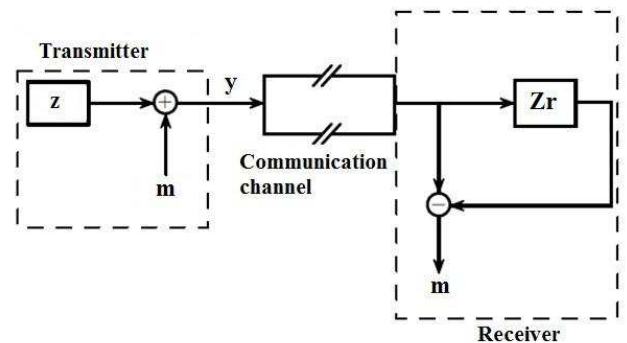 Transmitter
z
+
m
y
Communication
channel
Zr
−
m
Receiver